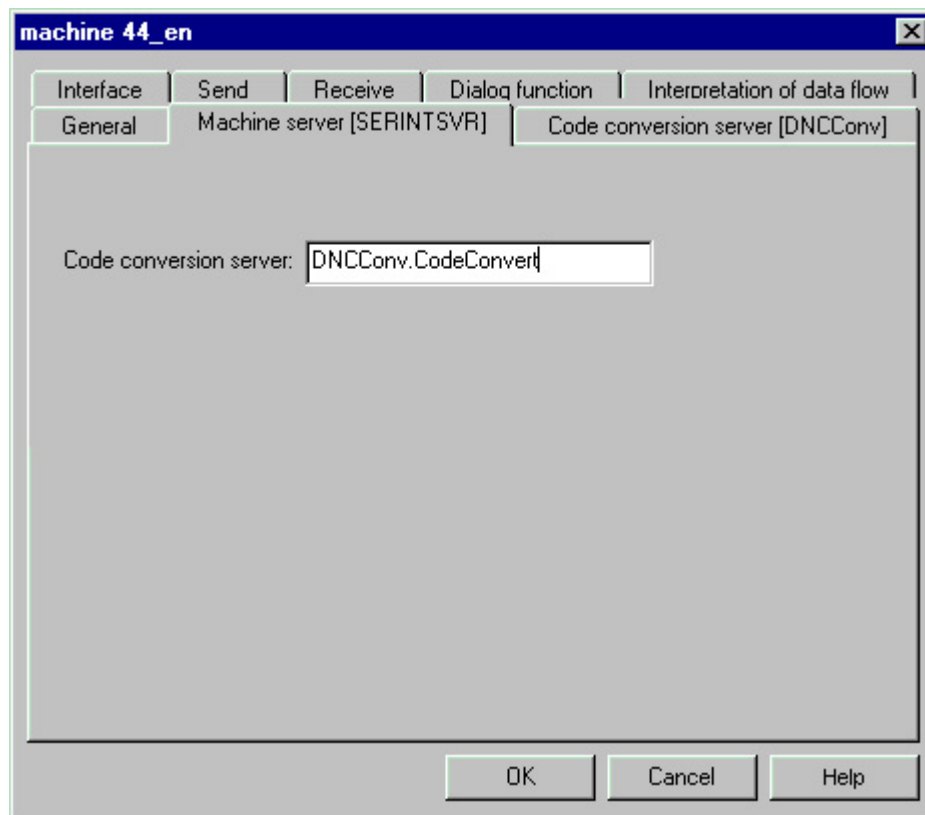 machine 44_en
Interface Send Receive Dialog function Interpretation of data flow
General Machine server [SERINTSVR] Code conversion server [DNCConv]
Code conversion server: DNCConv.CodeConvert
OK Cancel Help